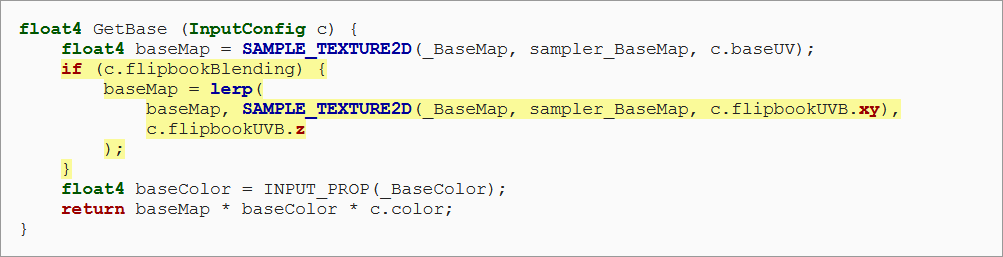 float4 GetBase (InputConfig c) {
    float4 baseMap = SAMPLE_TEXTURE2D(_BaseMap, sampler_BaseMap, c.baseUV);
    if (c.flipbookBlending) {
        baseMap = lerp(
            baseMap, SAMPLE_TEXTURE2D(_BaseMap, sampler_BaseMap, c.flipbookUVB.xy),
            c.flipbookUVB.z
        );
    }
    float4 baseColor = INPUT_PROP(_BaseColor);
    return baseMap * baseColor * c.color;
}